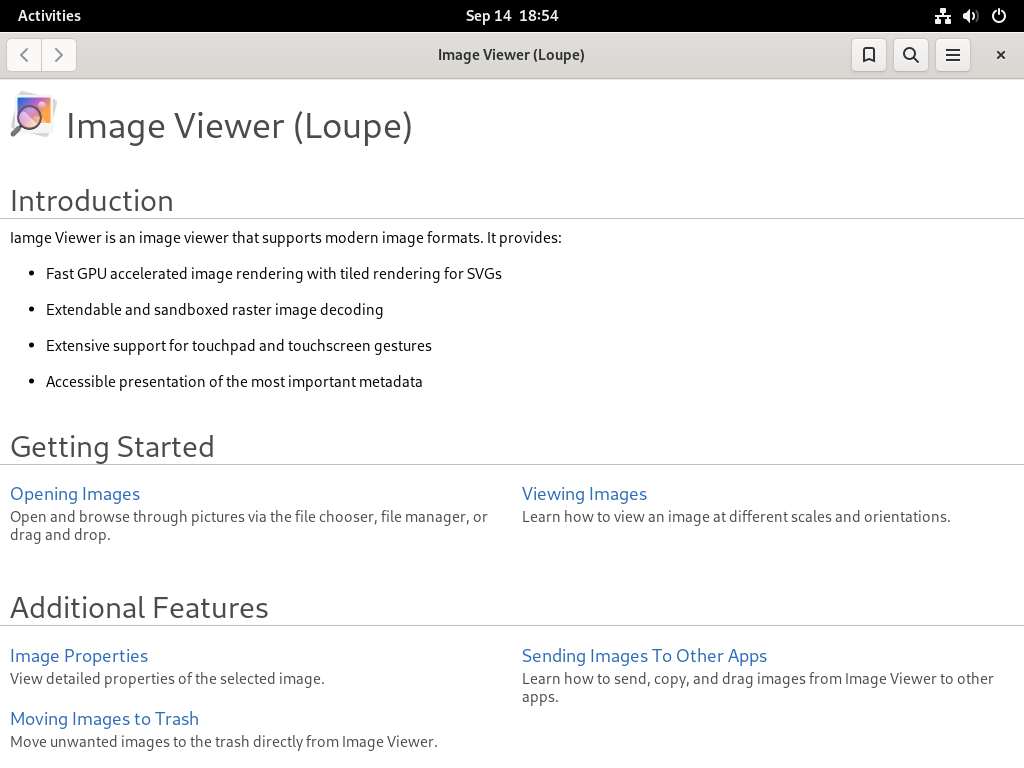 Activities
Sep 14  18:54
Image Viewer (Loupe)
Image Viewer (Loupe)
Introduction
Iamge Viewer is an image viewer that supports modern image formats. It provides:
• Fast GPU accelerated image rendering with tiled rendering for SVGs
• Extendable and sandboxed raster image decoding
• Extensive support for touchpad and touchscreen gestures
• Accessible presentation of the most important metadata
Getting Started
Opening Images
Open and browse through pictures via the file chooser, file manager, or
drag and drop.
Viewing Images
Learn how to view an image at different scales and orientations.
Additional Features
Image Properties
View detailed properties of the selected image.
Moving Images to Trash
Move unwanted images to the trash directly from Image Viewer.
Sending Images To Other Apps
Learn how to send, copy, and drag images from Image Viewer to other
apps.